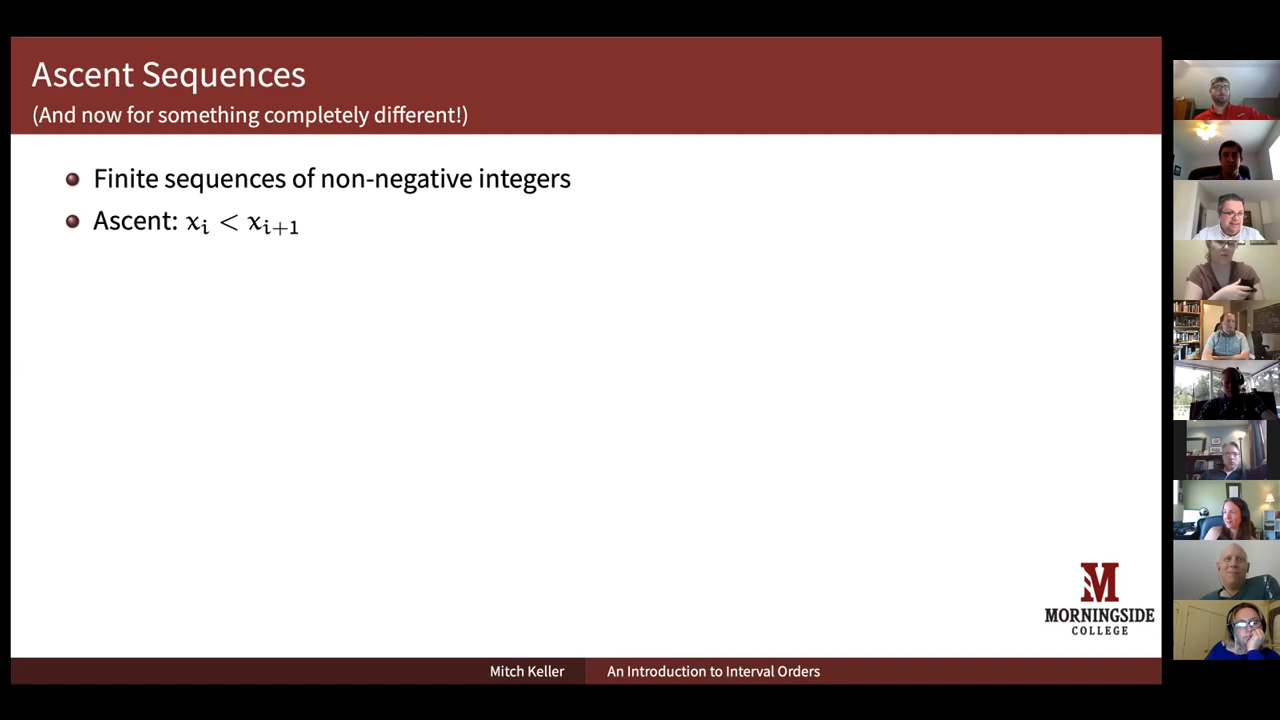 Ascent Sequences
(And now for something completely different!)
Finite sequences of non-negative integers
Ascent: xᵢ < xᵢ₊₁
M
MORNINGSIDE
COLLEGE
Mitch Keller An Introduction to Interval Orders